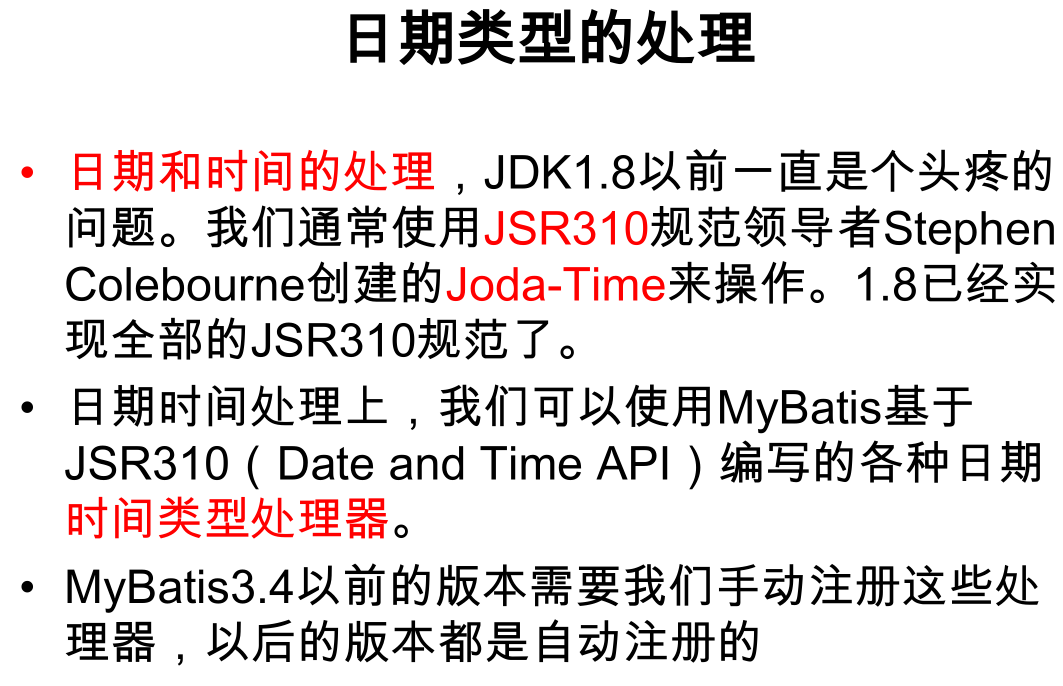 日期类型的处理
• 日期和时间的处理，JDK1.8以前一直是个头疼的
问题。我们通常使用JSR310规范领导者Stephen
Colebourne创建的Joda-Time来操作。1.8已经实
现全部的JSR310规范了。
• 日期时间处理上，我们可以使用MyBatis基于
JSR310（Date and Time API）编写的各种日期
时间类型处理器。
• MyBatis3.4以前的版本需要我们手动注册这些处
理器，以后的版本都是自动注册的